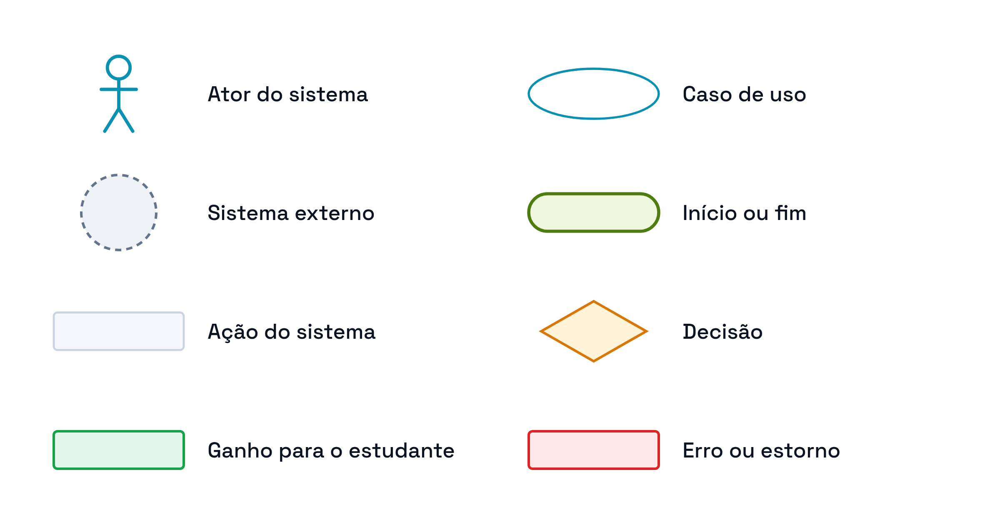 Ator do sistema
Caso de uso
Sistema externo
Início ou fim
Ação do sistema
Decisão
Ganho para o estudante
Erro ou estorno